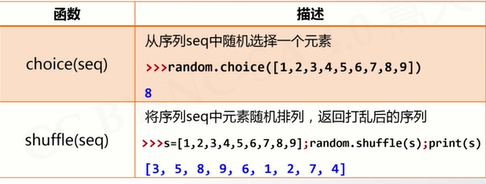 函数 描述
从序列seq中随机选择一个元素
choice(seq)
>>>random.choice([1,2,3,4,5,6,7,8,9])
8
将序列seq中元素随机排列，返回打乱后的序列
shuffle(seq)
>>>s=[1,2,3,4,5,6,7,8,9];random.shuffle(s);print(s)
[3, 5, 8, 9, 6, 1, 2, 7, 4]